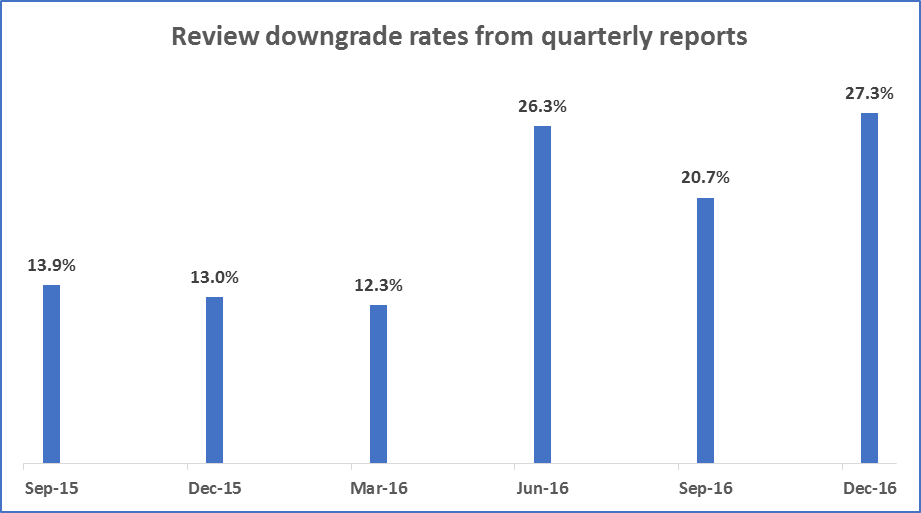 Review downgrade rates from quarterly reports
13.9%
13.0%
12.3%
26.3%
20.7%
27.3%
Sep-15
Dec-15
Mar-16
Jun-16
Sep-16
Dec-16